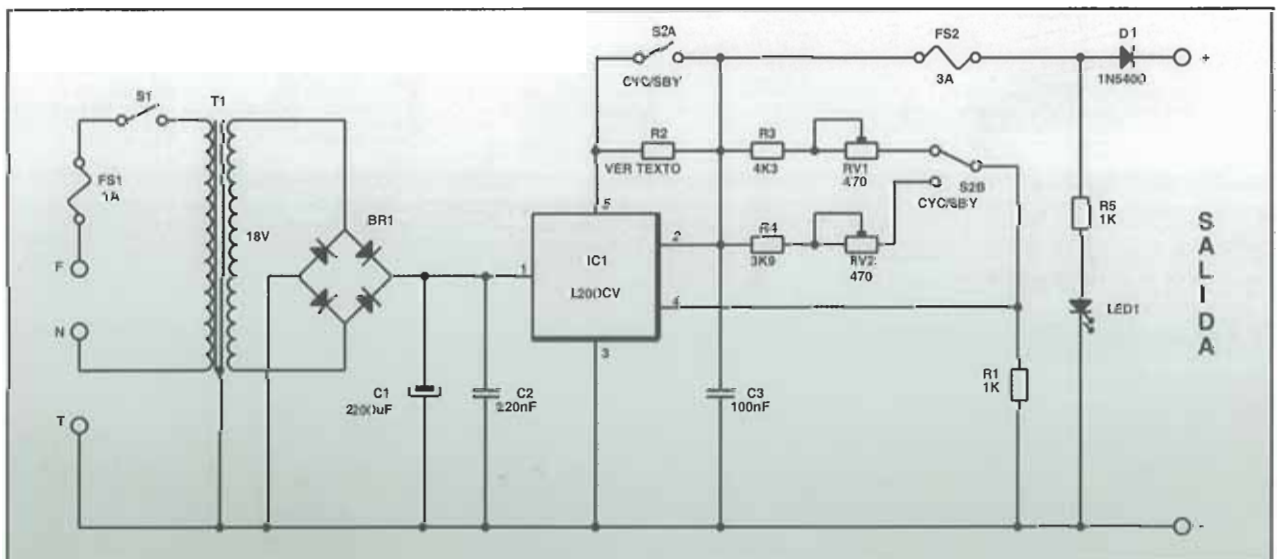 S2A
CYC/SBY
FS2
3A
D1
1N5400
+
S1
T1
FS1
1A
18V
F
N
T
BR1
R2
VER TEXTO
R3
4K3
RV1
470
S2B
CYC/SBY
R4
3K9
RV2
470
5
1
2
4
3
IC1
L200CV
R5
1K
LED1
SALIDA
C1
2200uF
C2
220nF
C3
100nF
R1
1K
-